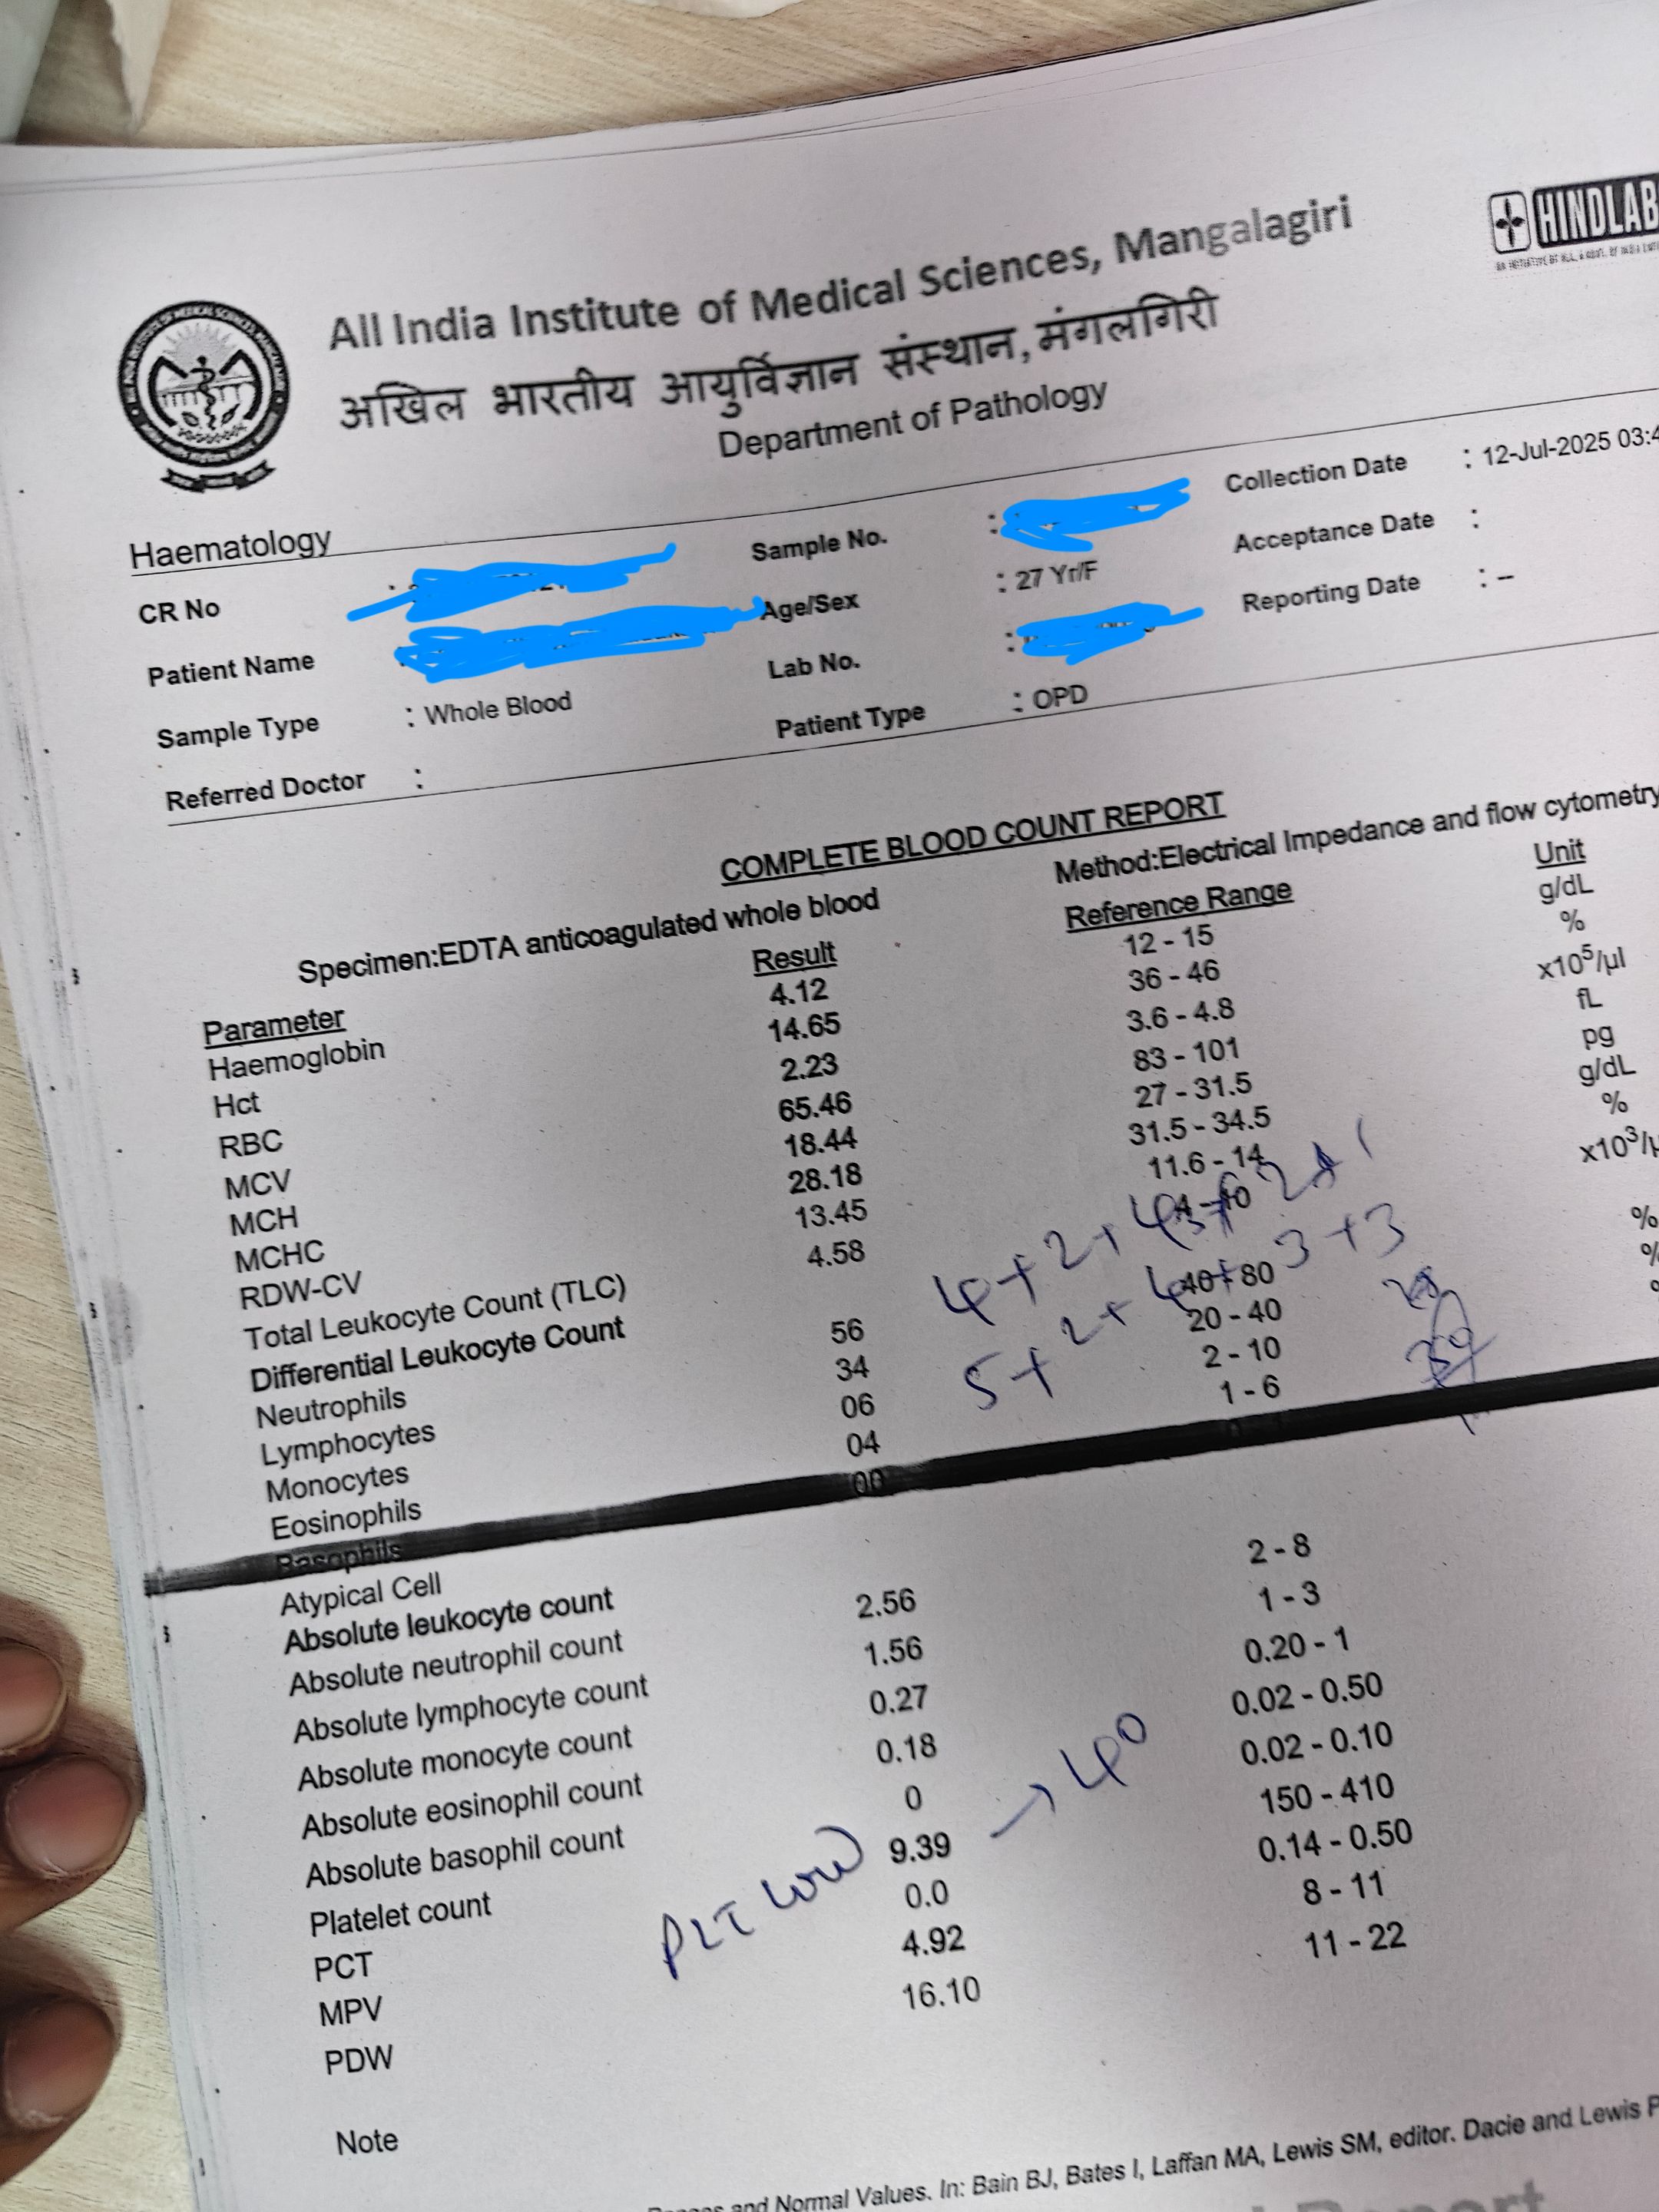 HINDLAB
All India Institute of Medical Sciences, Mangalagiri
अखिल भारतीय आयुर्विज्ञान संस्थान, मंगलगिरी
Department of Pathology
Haematology
CR No :
Sample No. :
Collection Date : 12-Jul-2025 03:4
Patient Name
Age/Sex : 27 Yr/F
Acceptance Date :
Sample Type : Whole Blood
Lab No. :
Reporting Date : --
Referred Doctor :
Patient Type : OPD
COMPLETE BLOOD COUNT REPORT
Specimen:EDTA anticoagulated whole blood
Method:Electrical Impedance and flow cytometry
Parameter Result Reference Range Unit
Haemoglobin 4.12 12 - 15 g/dL
Hct 14.65 36 - 46 %
RBC 2.23 3.6 - 4.8 x10⁵/µl
MCV 65.46 83 - 101 fL
MCH 18.44 27 - 31.5 pg
MCHC 28.18 31.5 - 34.5 g/dL
RDW-CV 13.45 11.6 - 14 %
Total Leukocyte Count (TLC) 4.58 4 - 10 x10³/µ
Differential Leukocyte Count
Neutrophils 56 40 - 80 %
Lymphocytes 34 20 - 40 %
Monocytes 06 2 - 10
Eosinophils 04 1 - 6
Basophils 00
Atypical Cell
Absolute leukocyte count
Absolute neutrophil count 2.56 2 - 8
Absolute lymphocyte count 1.56 1 - 3
Absolute monocyte count 0.27 0.20 - 1
Absolute eosinophil count 0.18 0.02 - 0.50
Absolute basophil count 0 0.02 - 0.10
Platelet count 9.39 150 - 410
PCT 0.0 0.14 - 0.50
MPV 4.92 8 - 11
PDW 16.10 11 - 22
PLT low → 40
Note
and Normal Values. In: Bain BJ, Bates I, Laffan MA, Lewis SM, editor. Dacie and Lewis P